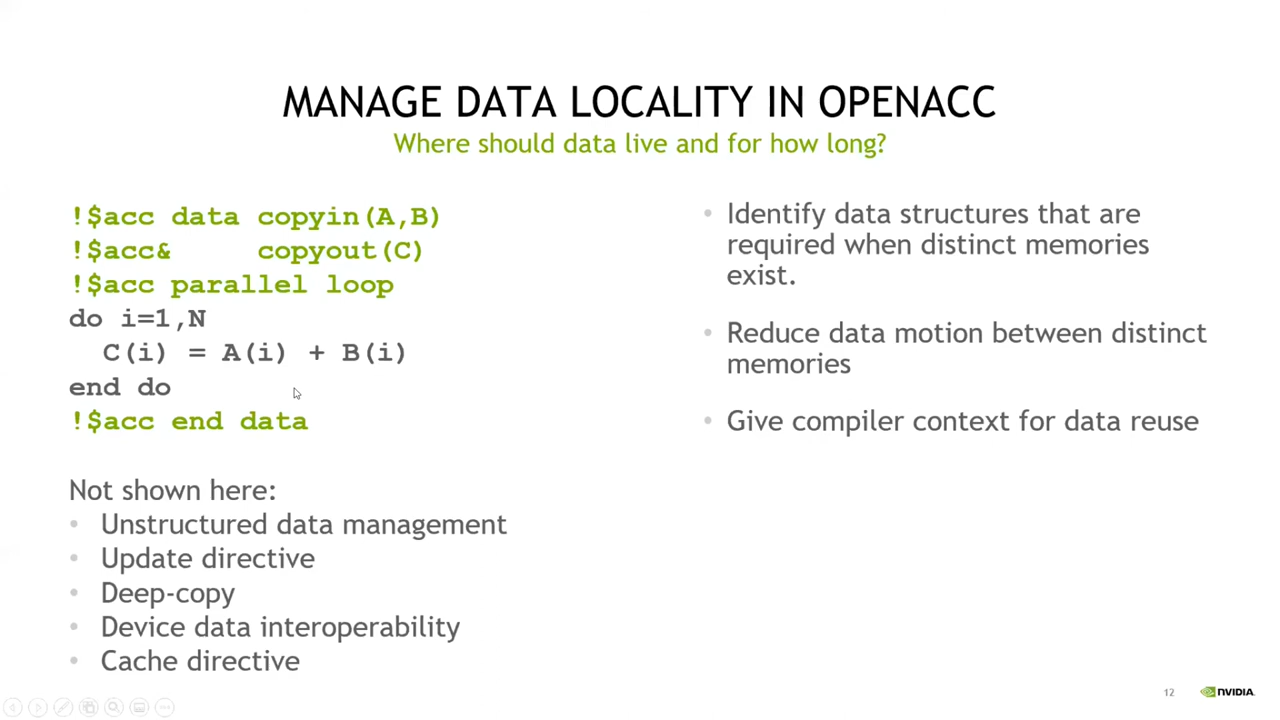 MANAGE DATA LOCALITY IN OPENACC
Where should data live and for how long?
!$acc data copyin(A,B)
!$acc&     copyout(C)
!$acc parallel loop
do i=1,N
  C(i) = A(i) + B(i)
end do
!$acc end data
Not shown here:
• Unstructured data management
• Update directive
• Deep-copy
• Device data interoperability
• Cache directive
• Identify data structures that are
required when distinct memories
exist.
• Reduce data motion between distinct
memories
• Give compiler context for data reuse
12
NVIDIA.